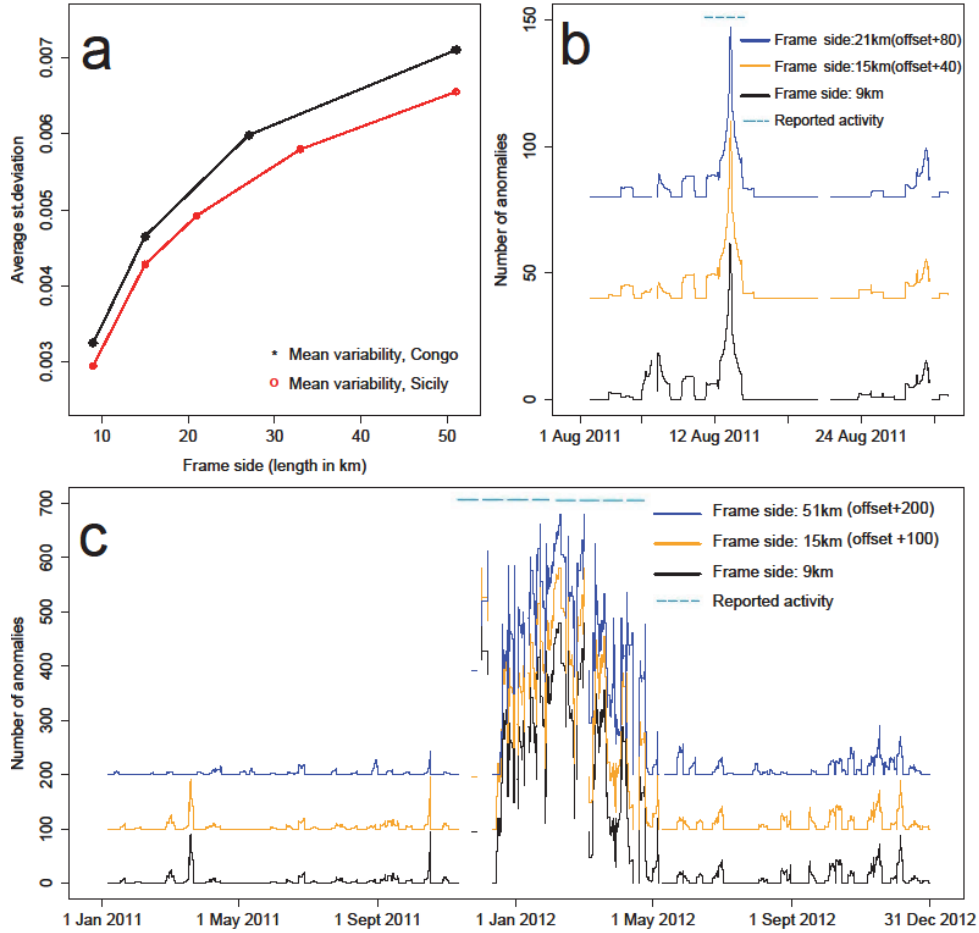 a
0.007
0.006
0.005
0.004
0.003
Average st.deviation
* Mean variability, Congo
o Mean variability, Sicily
10 20 30 40 50
Frame side (length in km)
b
150
100
50
0
Number of anomalies
Frame side:21km(offset+80)
Frame side:15km(offset+40)
Frame side: 9km
Reported activity
1 Aug 2011 12 Aug 2011 24 Aug 2011
c
700
600
500
400
300
200
100
0
Number of anomalies
Frame side: 51km (offset+200)
Frame side: 15km (offset +100)
Frame side: 9km
Reported activity
1 Jan 2011 1 May 2011 1 Sept 2011 1 Jan 2012 1 May 2012 1 Sept 2012 31 Dec 2012